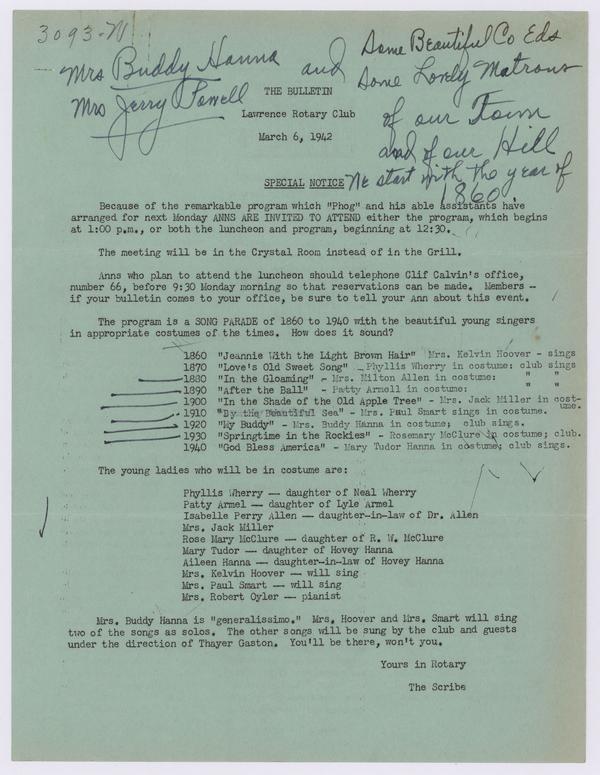 3093-N
Mrs Buddy Hanna and Some Beautiful Co Eds
Mrs Jerry Fowell Some Lovely Matrons
of our Town
and of our Hill
We start with the year of
1860.
THE BULLETIN
Lawrence Rotary Club
March 6, 1942
SPECIAL NOTICE
Because of the remarkable program which "Phog" and his able assistants have
arranged for next Monday ANNS ARE INVITED TO ATTEND either the program, which begins
at 1:00 p.m., or both the luncheon and program, beginning at 12:30.
The meeting will be in the Crystal Room instead of in the Grill.
Anns who plan to attend the luncheon should telephone Clif Calvin's office,
number 66, before 9:30 Monday morning so that reservations can be made. Members --
if your bulletin comes to your office, be sure to tell your Ann about this event.
The program is a SONG PARADE of 1860 to 1940 with the beautiful young singers
in appropriate costumes of the times. How does it sound?
1860 "Jeannie With the Light Brown Hair" Mrs. Kelvin Hoover - sings
1870 "Love's Old Sweet Song" - Phyllis Wherry in costume: club sings
1880 "In the Gloaming" - Mrs. Milton Allen in costume: " "
1890 "After the Ball" - Patty Armell in costume: " "
1900 "In the Shade of the Old Apple Tree" - Mrs. Jack Miller in cost-
ume.
1910 "By the Beautiful Sea" - Mrs. Paul Smart sings in costume.
1920 "My Buddy" - Mrs. Buddy Hanna in costume; club sings.
1930 "Springtime in the Rockies" - Rosemary McClure in costume; club.
1940 "God Bless America" - Mary Tudor Hanna in costume; club sings.
The young ladies who will be in costume are:
Phyllis Wherry -- daughter of Neal Wherry
Patty Armel -- daughter of Lyle Armel
Isabelle Perry Allen -- daughter-in-law of Dr. Allen
Mrs. Jack Miller
Rose Mary McClure -- daughter of R. W. McClure
Mary Tudor -- daughter of Hovey Hanna
Aileen Hanna -- daughter-in-law of Hovey Hanna
Mrs. Kelvin Hoover -- will sing
Mrs. Paul Smart -- will sing
Mrs. Robert Oyler -- pianist
Mrs. Buddy Hanna is "generalissimo." Mrs. Hoover and Mrs. Smart will sing
two of the songs as solos. The other songs will be sung by the club and guests
under the direction of Thayer Gaston. You'll be there, won't you.
Yours in Rotary
The Scribe